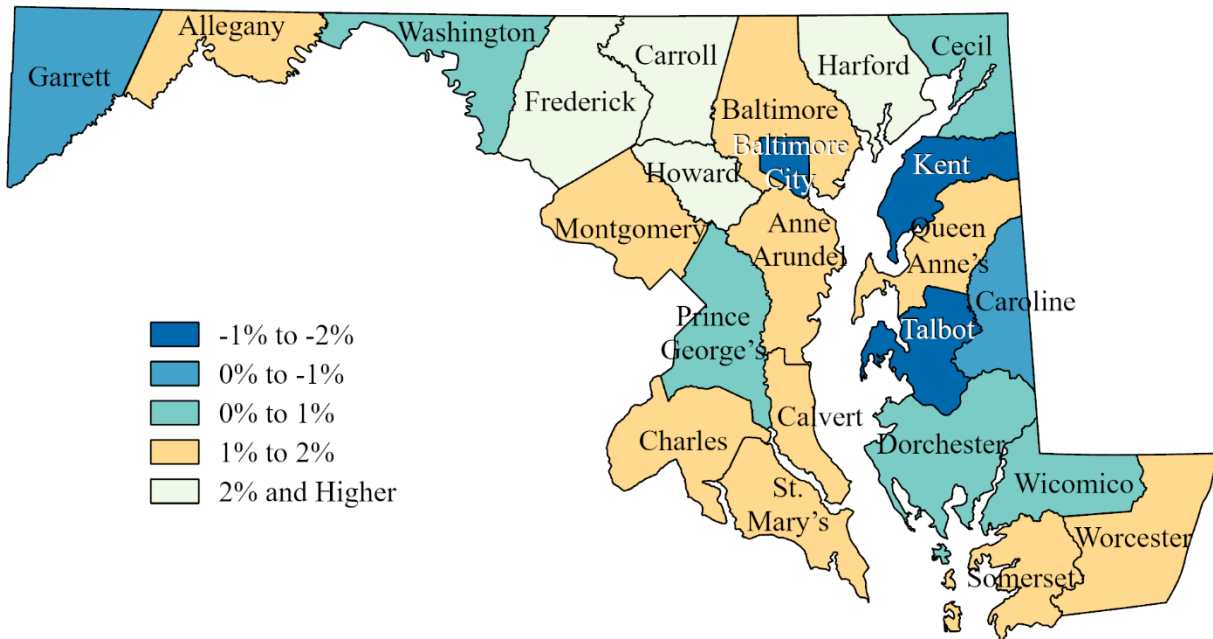 Allegany
Washington
Carroll
Cecil
Garrett
Harford
Frederick
Baltimore
Baltimore
City
Howard
Kent
Montgomery
Anne
Arundel
Queen
Anne's
Caroline
Prince
George's
Talbot
-1% to -2%
0% to -1%
0% to 1%
1% to 2%
2% and Higher
Calvert
Charles
Dorchester
St.
Mary's
Wicomico
Worcester
Somerset